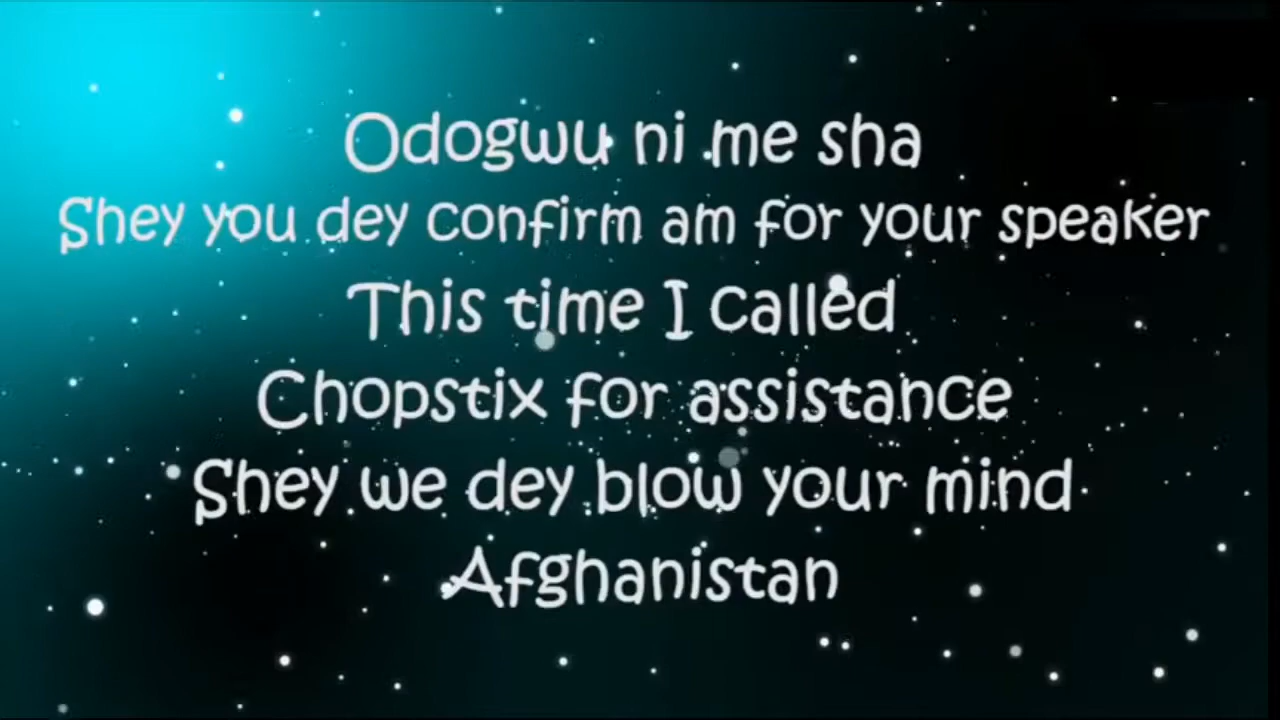 Odogwu ni me sha
Shey you dey confirm am for your speaker
This time I called
Chopstix for assistance
Shey we dey blow your mind
Afghanistan